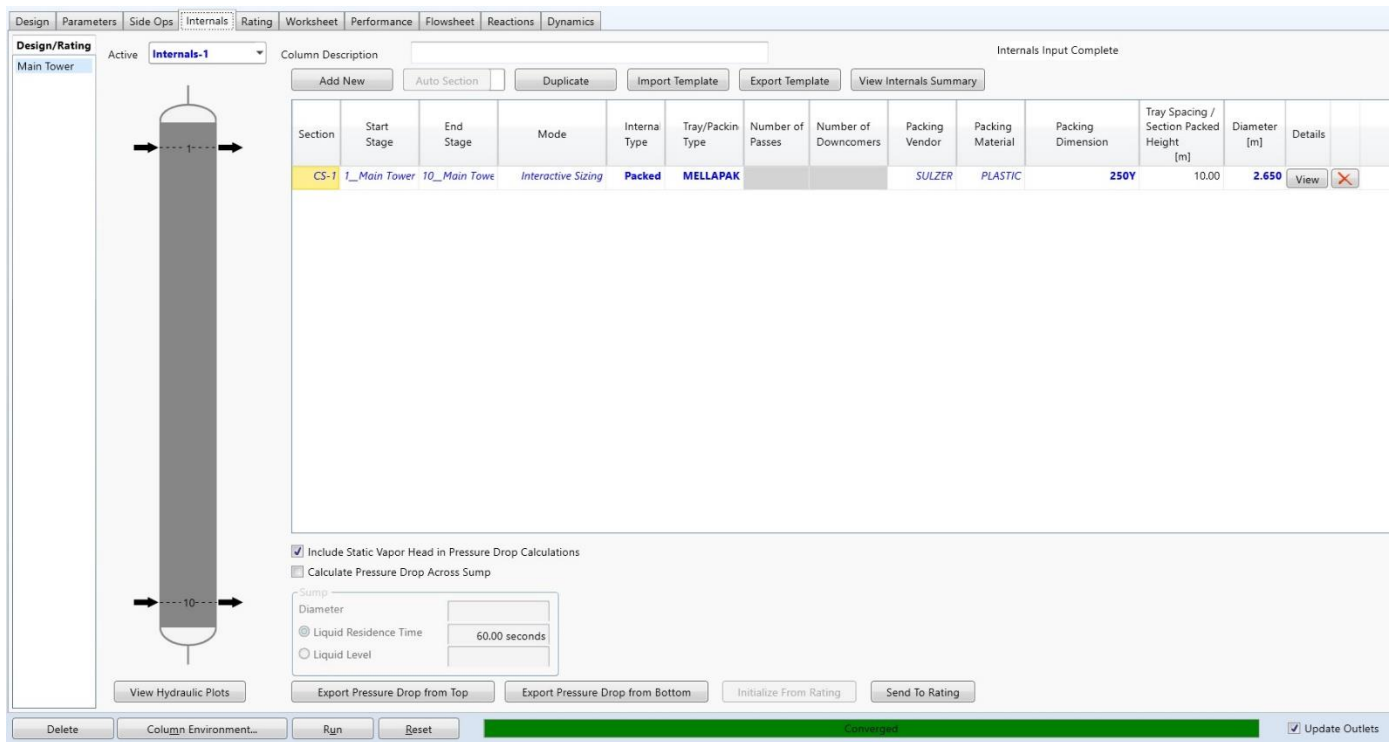 Design Parameters Side Ops Internals Rating Worksheet Performance Flowsheet Reactions Dynamics
Design/Rating
Main Tower
Active Internals-1 Column Description Internals Input Complete
Add New Auto Section Duplicate Import Template Export Template View Internals Summary
Section Start Stage End Stage Mode Interna Type Tray/Packin Type Number of Passes Number of Downcomers Packing Vendor Packing Material Packing Dimension Tray Spacing / Section Packed Height [m] Diameter [m] Details
CS-1 1__Main Tower 10__Main Towe Interactive Sizing Packed MELLAPAK SULZER PLASTIC 250Y 10.00 2.650 View
1
10
Include Static Vapor Head in Pressure Drop Calculations
Calculate Pressure Drop Across Sump
Sump
Diameter
Liquid Residence Time 60.00 seconds
Liquid Level
View Hydraulic Plots Export Pressure Drop from Top Export Pressure Drop from Bottom Initialize From Rating Send To Rating
Delete Column Environment... Run Reset Converged Update Outlets